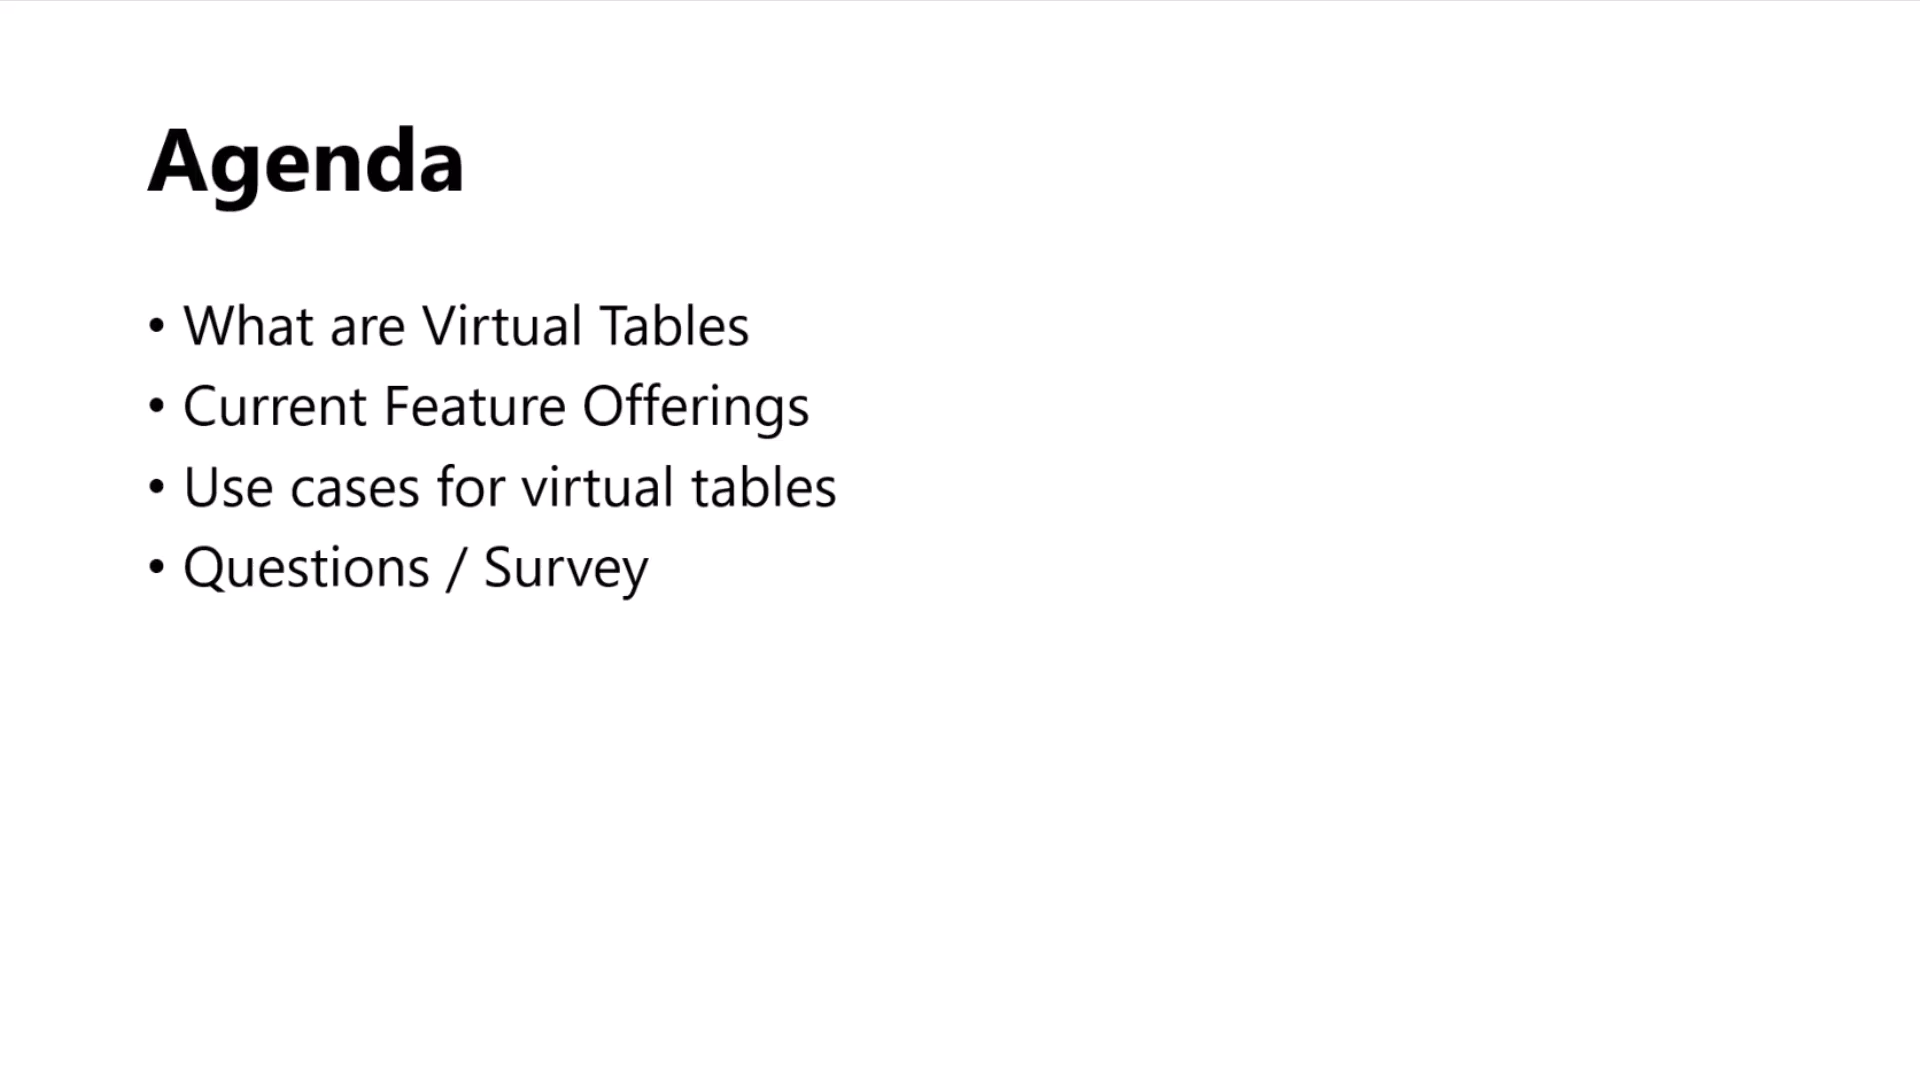 Agenda
• What are Virtual Tables
• Current Feature Offerings
• Use cases for virtual tables
• Questions / Survey